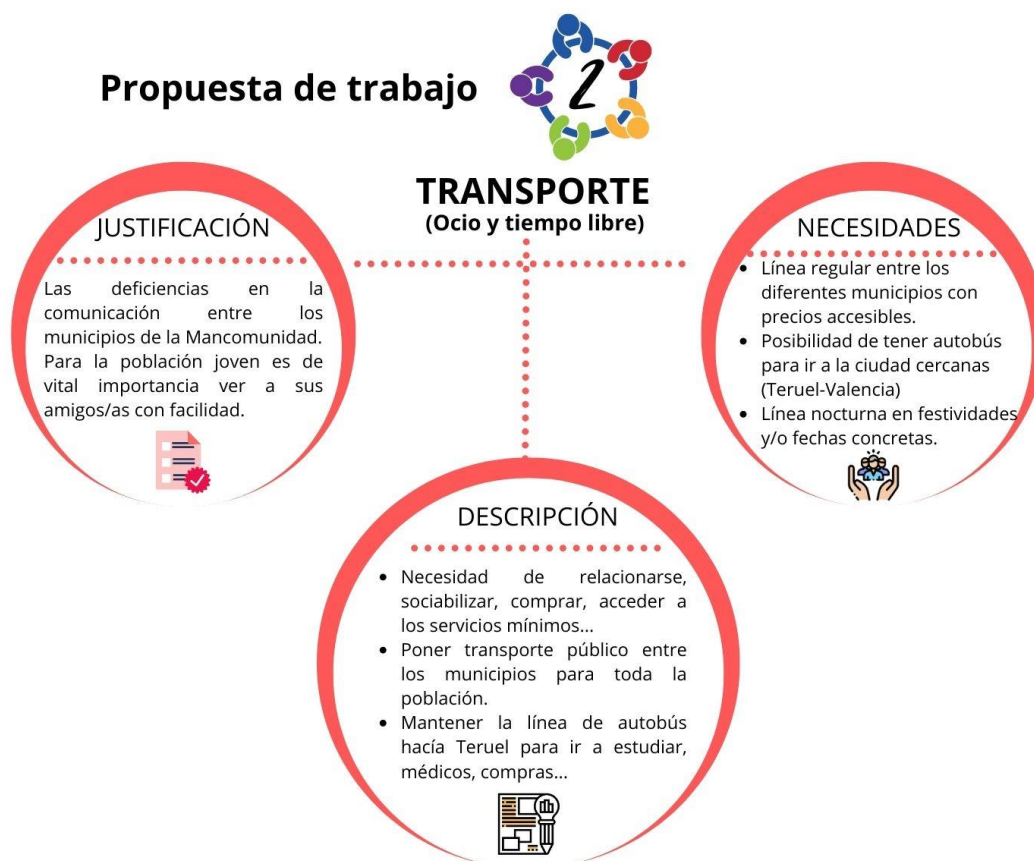 Propuesta de trabajo
2
TRANSPORTE
(Ocio y tiempo libre)
JUSTIFICACIÓN
Las deficiencias en la
comunicación entre los
municipios de la Mancomunidad.
Para la población joven es de
vital importancia ver a sus
amigos/as con facilidad.
NECESIDADES
• Línea regular entre los
diferentes municipios con
precios accesibles.
• Posibilidad de tener autobús
para ir a la ciudad cercanas
(Teruel-Valencia)
• Línea nocturna en festividades
y/o fechas concretas.
DESCRIPCIÓN
• Necesidad de relacionarse,
sociabilizar, comprar, acceder a
los servicios mínimos...
• Poner transporte público entre
los municipios para toda la
población.
• Mantener la línea de autobús
hacía Teruel para ir a estudiar,
médicos, compras...